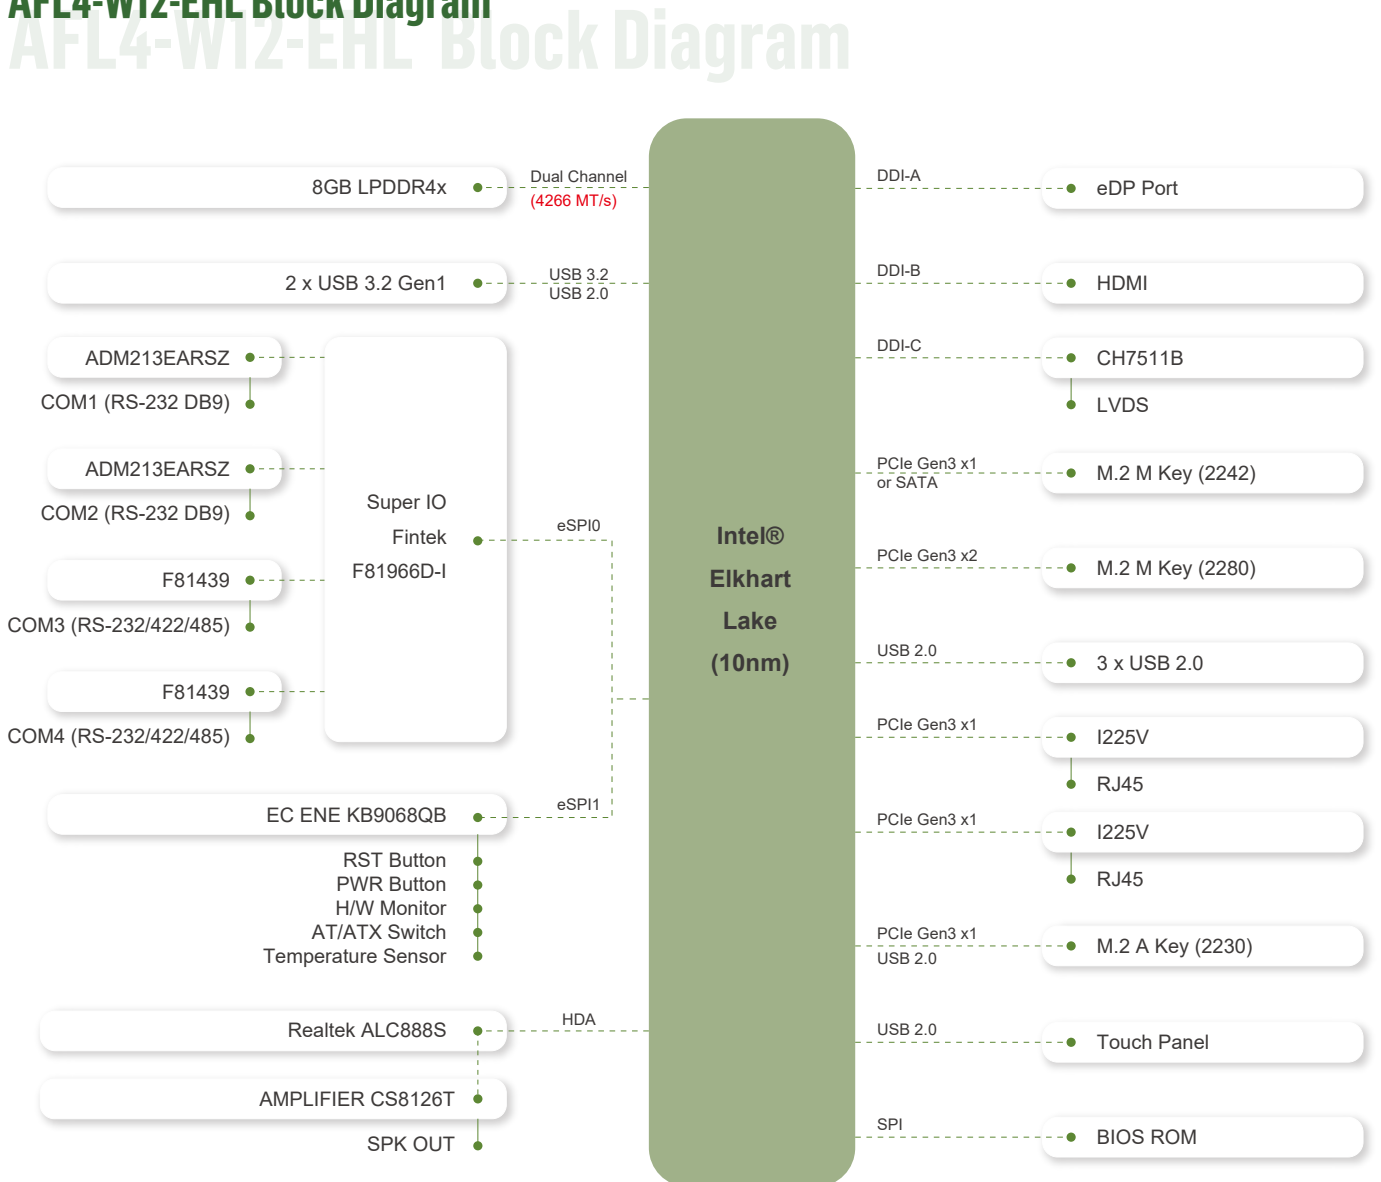 AFL4-W12-EHL Block Diagram
AFL4-W12-EHL Block Diagram
8GB LPDDR4x
Dual Channel
(4266 MT/s)
2 x USB 3.2 Gen1
USB 3.2
USB 2.0
ADM213EARSZ
COM1 (RS-232 DB9)
ADM213EARSZ
COM2 (RS-232 DB9)
F81439
COM3 (RS-232/422/485)
F81439
COM4 (RS-232/422/485)
Super IO
Fintek
F81966D-I
eSPI0
EC ENE KB9068QB
eSPI1
RST Button
PWR Button
H/W Monitor
AT/ATX Switch
Temperature Sensor
Realtek ALC888S
HDA
AMPLIFIER CS8126T
SPK OUT
Intel®
Elkhart
Lake
(10nm)
DDI-A
eDP Port
DDI-B
HDMI
DDI-C
CH7511B
LVDS
PCIe Gen3 x1
or SATA
M.2 M Key (2242)
PCIe Gen3 x2
M.2 M Key (2280)
USB 2.0
3 x USB 2.0
PCIe Gen3 x1
I225V
RJ45
PCIe Gen3 x1
I225V
RJ45
PCIe Gen3 x1
USB 2.0
M.2 A Key (2230)
USB 2.0
Touch Panel
SPI
BIOS ROM